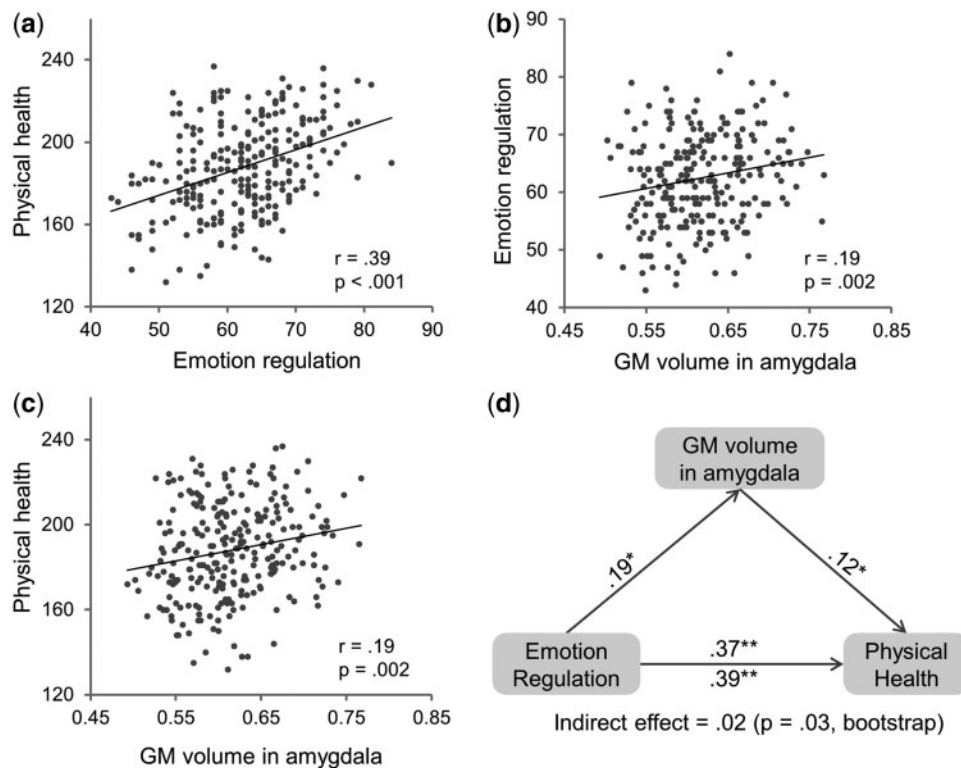 (a)
260
240
200
160
120
Physical health
r = .39
p < .001
40 50 60 70 80 90
Emotion regulation
(b)
90
80
70
60
50
40
Emotion regulation
r = .19
p = .002
0.45 0.55 0.65 0.75 0.85
GM volume in amygdala
(c)
240
200
160
120
Physical health
r = .19
p = .002
0.45 0.55 0.65 0.75 0.85
GM volume in amygdala
(d)
GM volume
in amygdala
.19*
.12*
Emotion
Regulation
.37**
.39**
Physical
Health
Indirect effect = .02 (p = .03, bootstrap)